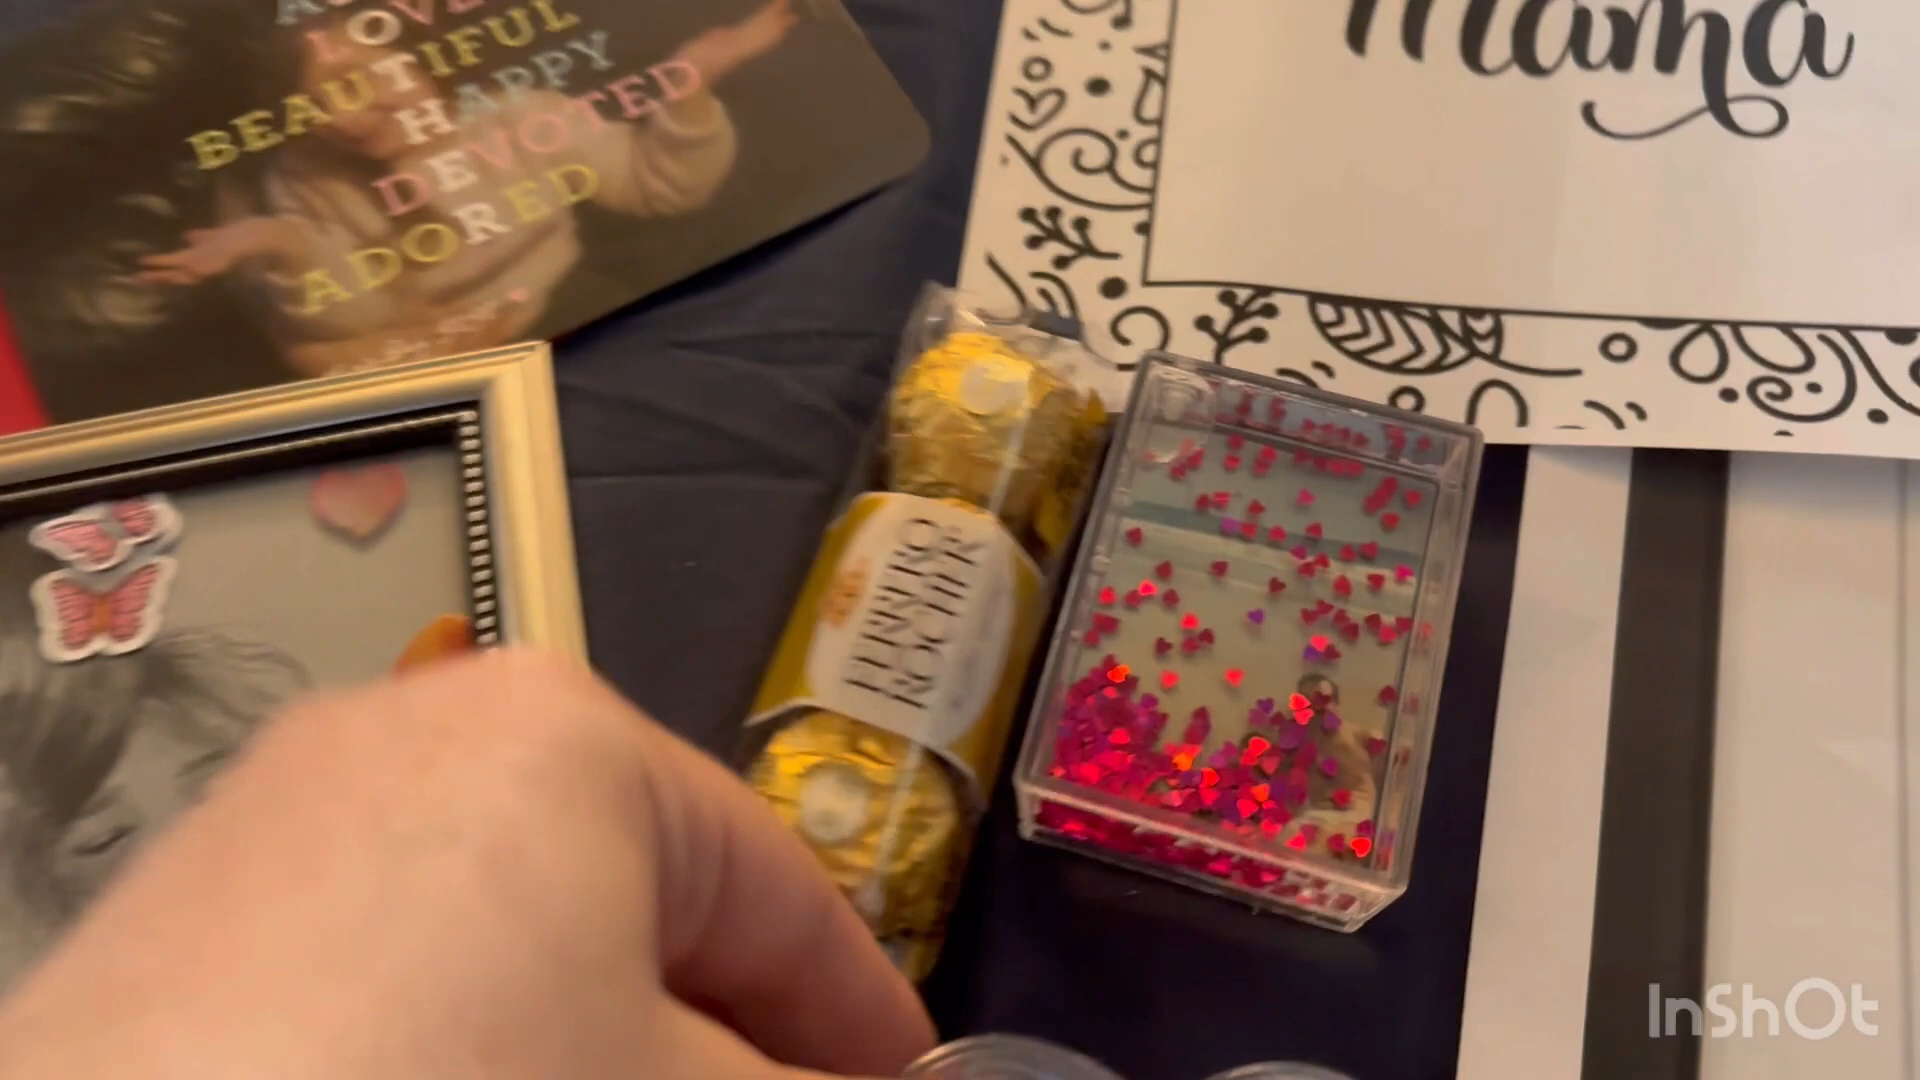 LOVE
BEAUTIFUL
HAPPY
DEVOTED
ADORED
mama
FERRERO
ROCHER
InShOt